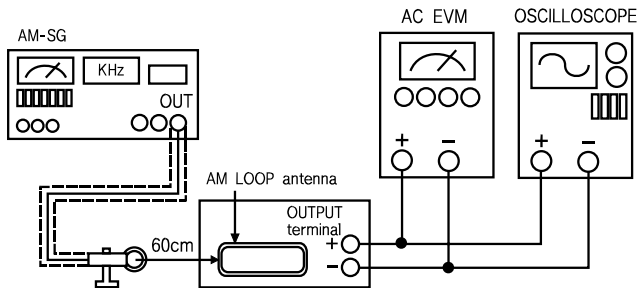 AC EVM
OSCILLOSCOPE
AM-SG
KHz
OUT
+
−
+
−
AM LOOP antenna
60cm
OUTPUT
terminal
+
−